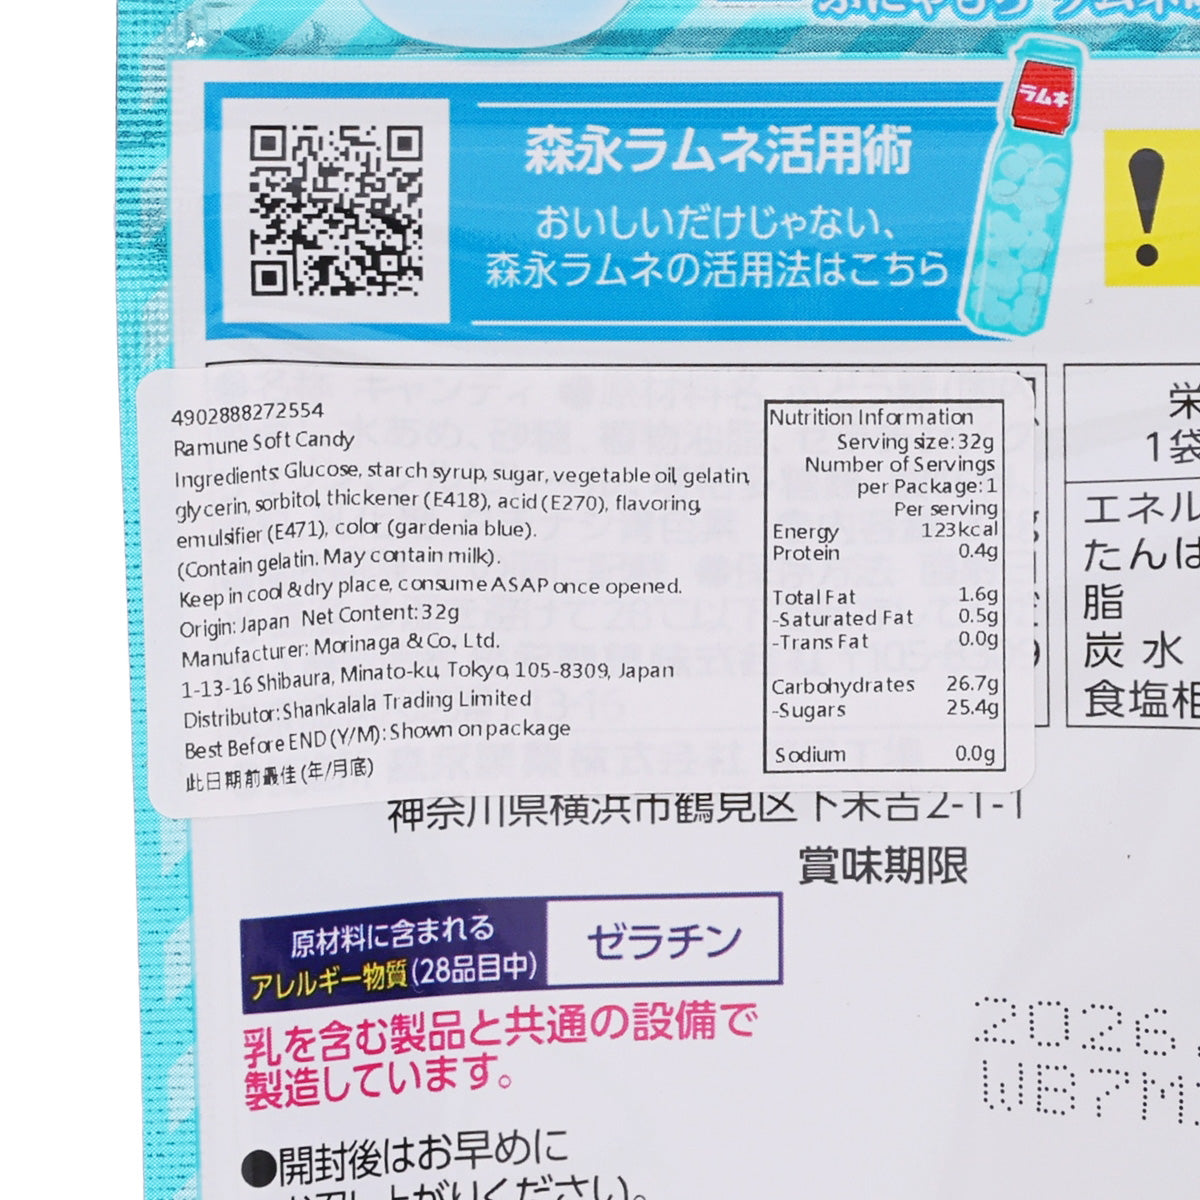 ラムネ
森永ラムネ活用術
おいしいだけじゃない、
森永ラムネの活用法はこちら
!
4902888272554
Ramune Soft Candy
Ingredients: Glucose, starch syrup, sugar, vegetable oil, gelatin,
glycerin, sorbitol, thickener (E418), acid (E270), flavoring,
emulsifier (E471), color (gardenia blue).
(Contain gelatin. May contain milk).
Keep in cool & dry place, consume ASAP once opened.
Origin: Japan Net Content: 32g
Manufacturer: Morinaga & Co., Ltd.
1-13-16 Shibaura, Minato-ku, Tokyo, 105-8309, Japan
Distributor: Shankalala Trading Limited
Best Before END (Y/M): Shown on package
此日期前最佳 (年/月底)
Nutrition Information
Serving size: 32g
Number of Servings
per Package: 1
Per serving
Energy 123kcal
Protein 0.4g
Total Fat 1.6g
-Saturated Fat 0.5g
-Trans Fat 0.0g
Carbohydrates 26.7g
-Sugars 25.4g
Sodium 0.0g
栄
1袋
エネル
たんぱ
脂
炭水
食塩相
神奈川県横浜市鶴見区下末吉2-1-1
賞味期限
原材料に含まれる
アレルギー物質(28品目中)
ゼラチン
乳を含む製品と共通の設備で
製造しています。
2026.
WB7M
●開封後はお早めに
お召し上がりください。